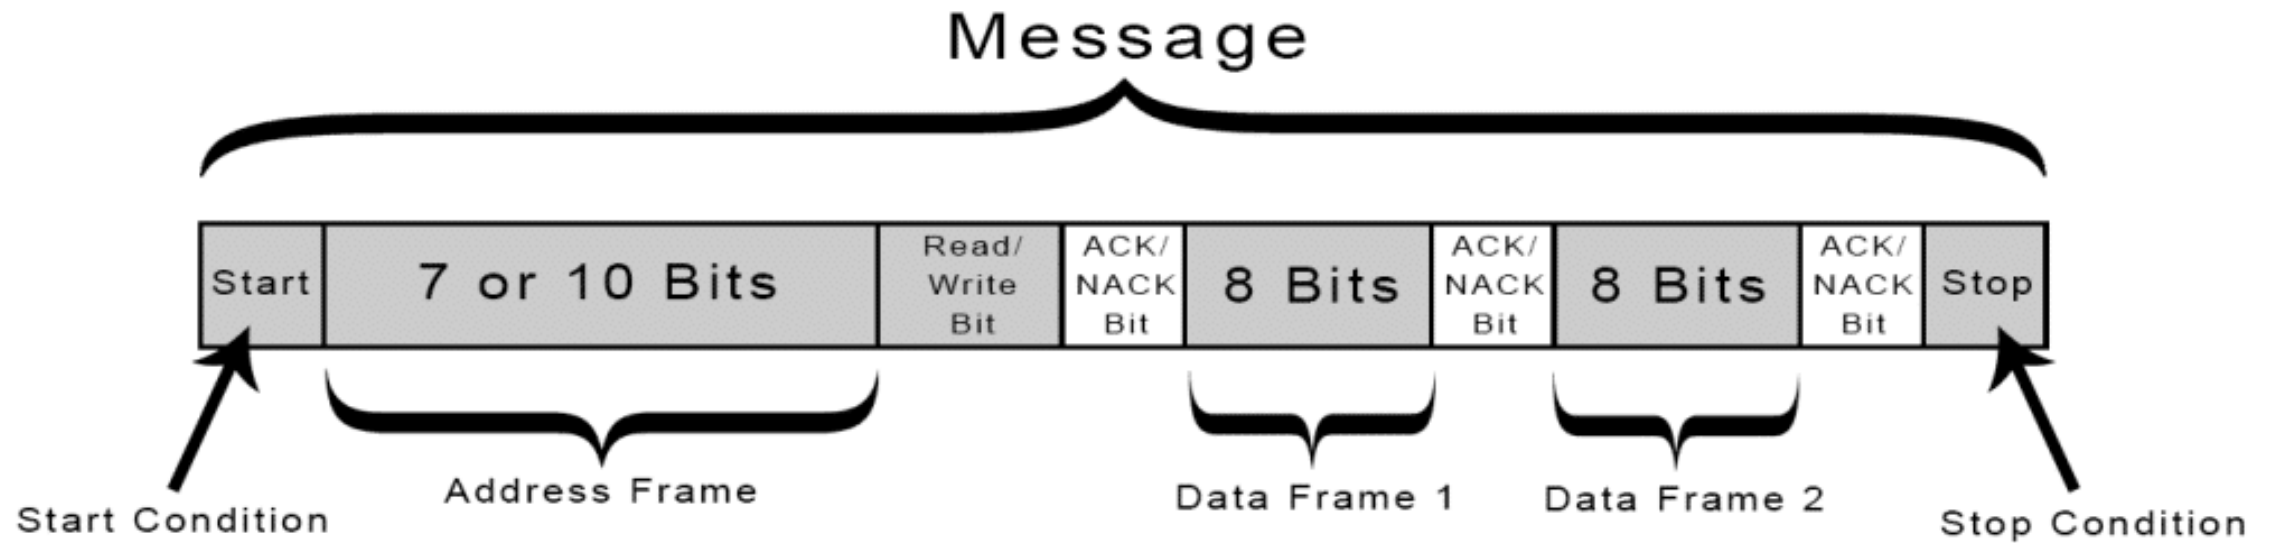 Message
Start
7 or 10 Bits
Read/
Write
Bit
ACK/
NACK
Bit
8 Bits
ACK/
NACK
Bit
8 Bits
ACK/
NACK
Bit
Stop
Start Condition
Address Frame
Data Frame 1
Data Frame 2
Stop Condition